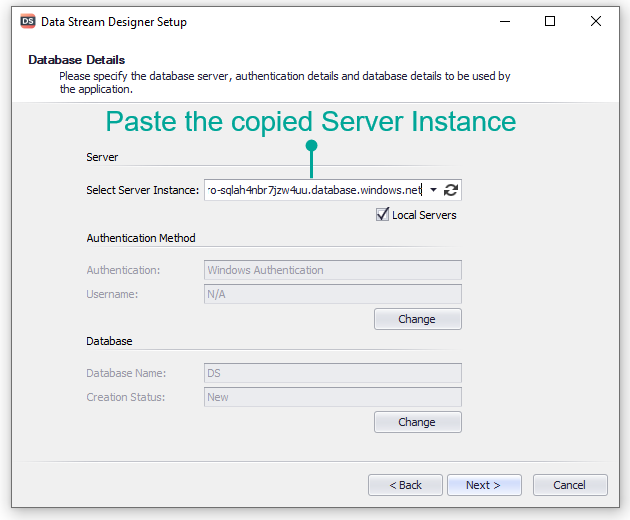 DS Data Stream Designer Setup
Database Details
Please specify the database server, authentication details and database details to be used by
the application.
Paste the copied Server Instance
Server
Select Server Instance: ro-sqlah4nbr7jzw4uu.database.windows.net
Local Servers
Authentication Method
Authentication: Windows Authentication
Username: N/A
Change
Database
Database Name: DS
Creation Status: New
Change
< Back Next > Cancel